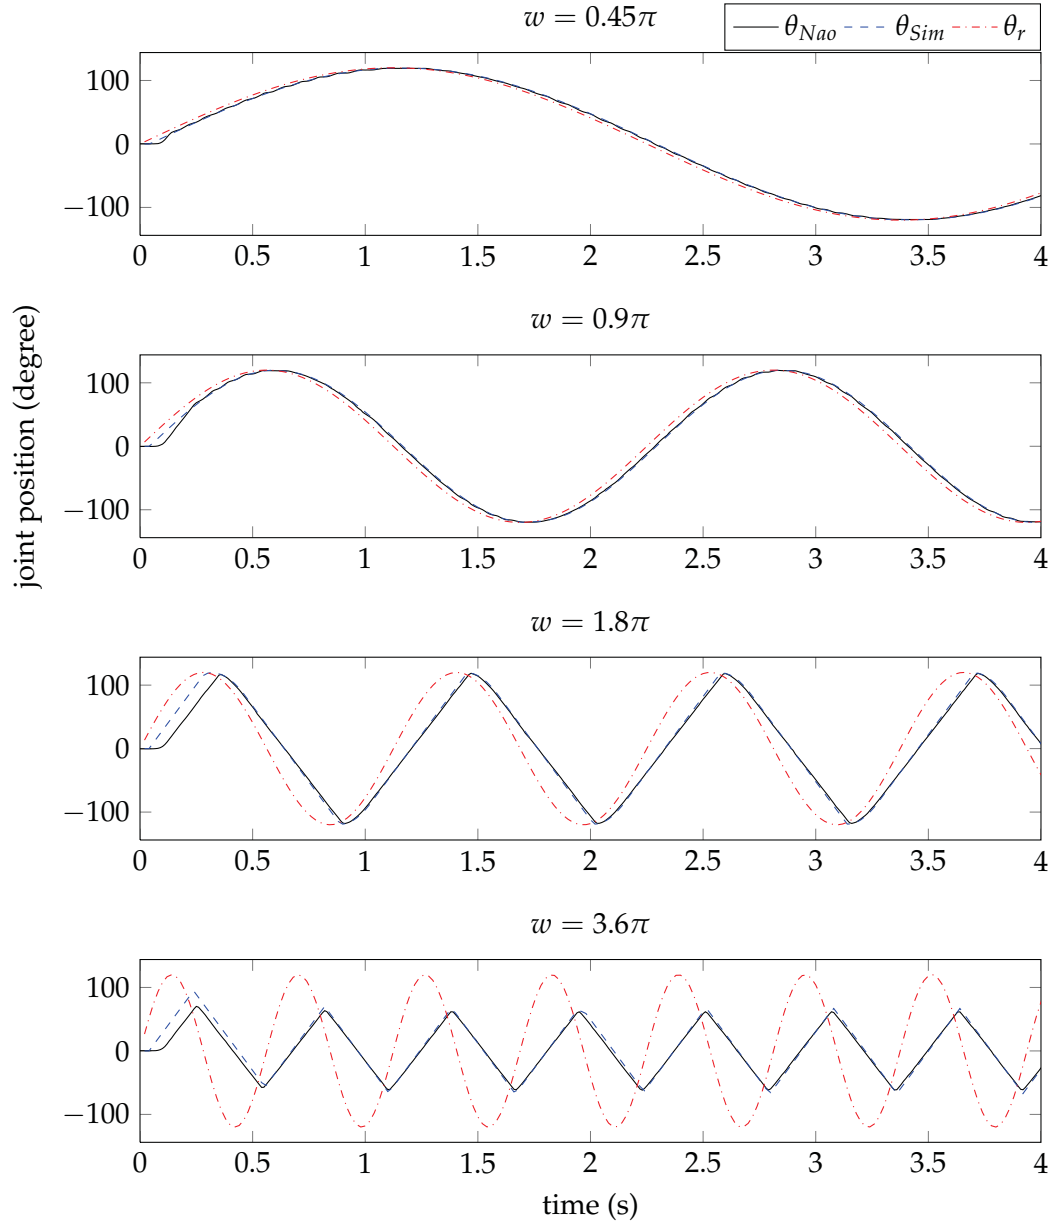 w = 0.45π
θ_Nao θ_Sim θ_r
100
0
−100
0 0.5 1 1.5 2 2.5 3 3.5 4
w = 0.9π
100
0
−100
0 0.5 1 1.5 2 2.5 3 3.5 4
joint position (degree)
w = 1.8π
100
0
−100
0 0.5 1 1.5 2 2.5 3 3.5 4
w = 3.6π
100
0
−100
0 0.5 1 1.5 2 2.5 3 3.5 4
time (s)